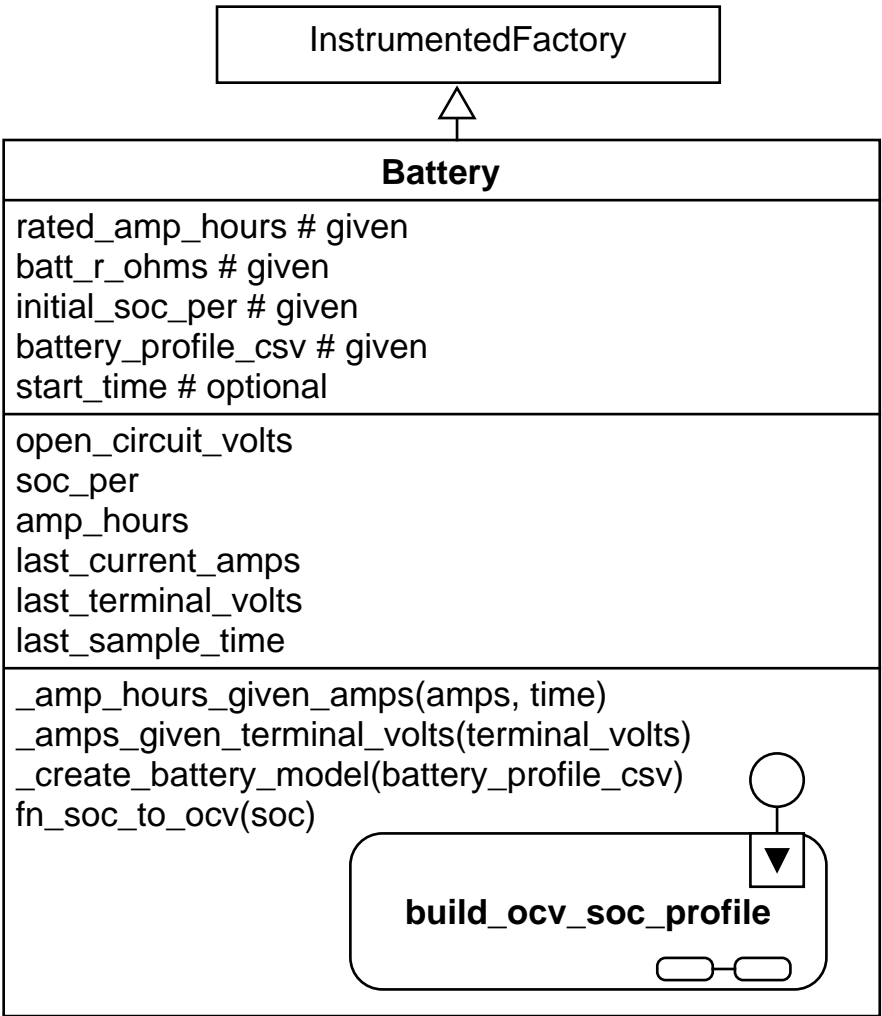 InstrumentedFactory
Battery
rated_amp_hours # given
batt_r_ohms # given
initial_soc_per # given
battery_profile_csv # given
start_time # optional
open_circuit_volts
soc_per
amp_hours
last_current_amps
last_terminal_volts
last_sample_time
_amp_hours_given_amps(amps, time)
_amps_given_terminal_volts(terminal_volts)
_create_battery_model(battery_profile_csv)
fn_soc_to_ocv(soc)
build_ocv_soc_profile